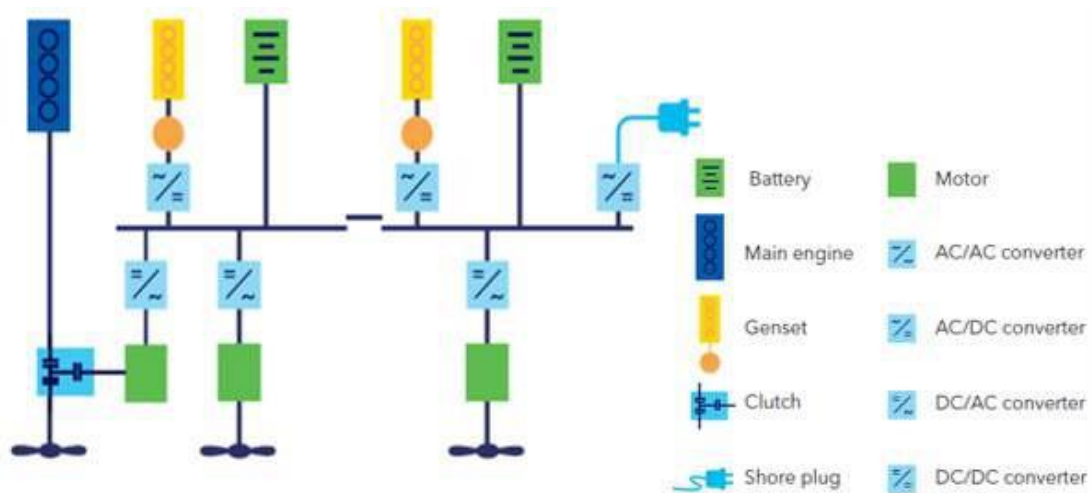 Battery
Motor
Main engine
AC/AC converter
Genset
AC/DC converter
Clutch
DC/AC converter
Shore plug
DC/DC converter